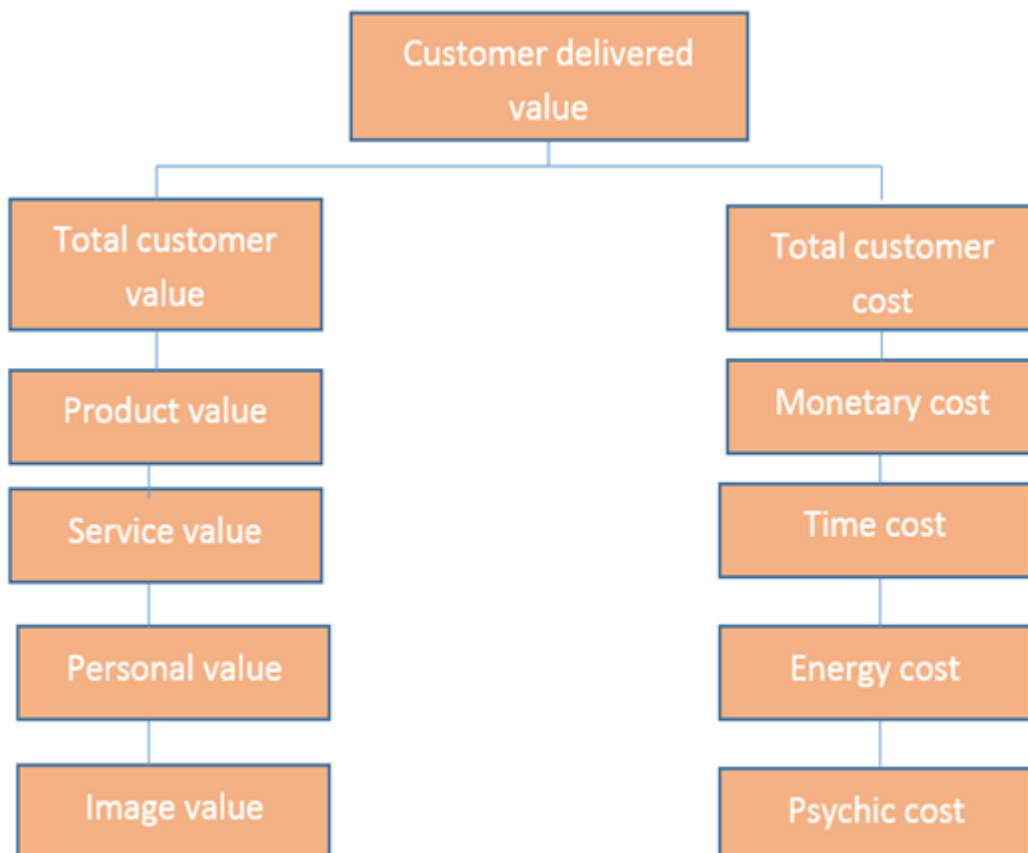 Customer delivered
value
Total customer
value
Product value
Service value
Personal value
Image value
Total customer
cost
Monetary cost
Time cost
Energy cost
Psychic cost